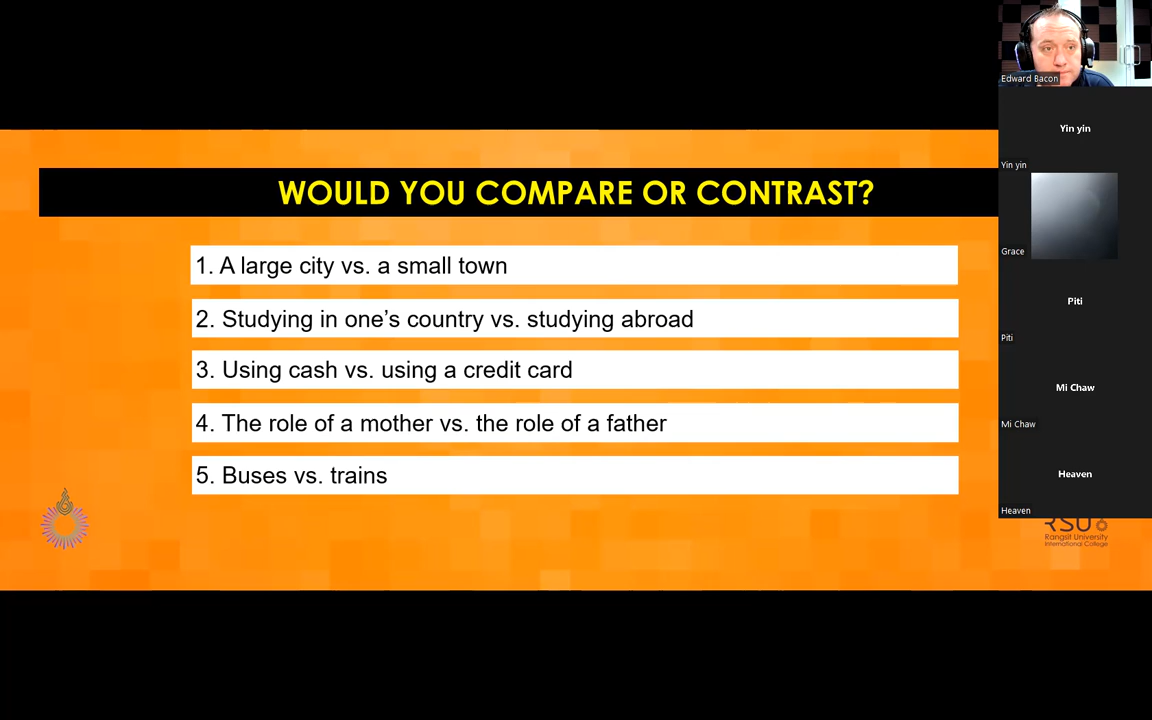 WOULD YOU COMPARE OR CONTRAST?
1. A large city vs. a small town
2. Studying in one’s country vs. studying abroad
3. Using cash vs. using a credit card
4. The role of a mother vs. the role of a father
5. Buses vs. trains
Edward Bacon
Yin yin
Yin yin
Grace
Piti
Piti
Mi Chaw
Mi Chaw
Heaven
Heaven
RSU
Rangsit University
International College